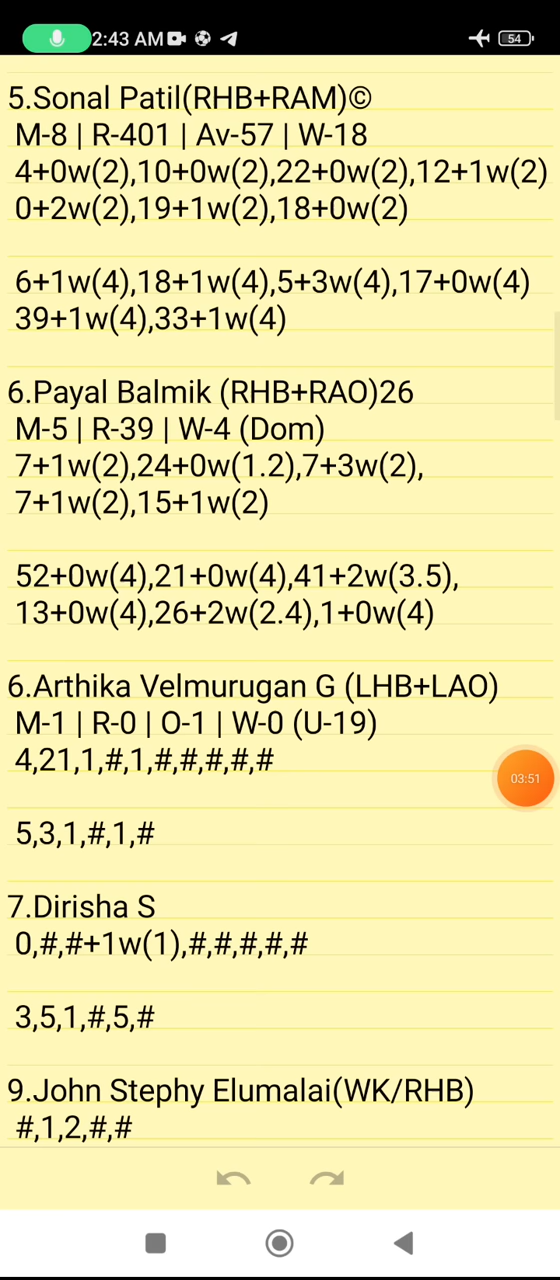 2:43 AM
54
5.Sonal Patil(RHB+RAM)©
M-8 | R-401 | Av-57 | W-18
4+0w(2),10+0w(2),22+0w(2),12+1w(2)
0+2w(2),19+1w(2),18+0w(2)
6+1w(4),18+1w(4),5+3w(4),17+0w(4)
39+1w(4),33+1w(4)
6.Payal Balmik (RHB+RAO)26
M-5 | R-39 | W-4 (Dom)
7+1w(2),24+0w(1.2),7+3w(2),
7+1w(2),15+1w(2)
52+0w(4),21+0w(4),41+2w(3.5),
13+0w(4),26+2w(2.4),1+0w(4)
6.Arthika Velmurugan G (LHB+LAO)
M-1 | R-0 | O-1 | W-0 (U-19)
4,21,1,#,1,#,#,#,#,#
03:51
5,3,1,#,1,#
7.Dirisha S
0,#,#+1w(1),#,#,#,#,#
3,5,1,#,5,#
9.John Stephy Elumalai(WK/RHB)
#,1,2,#,#